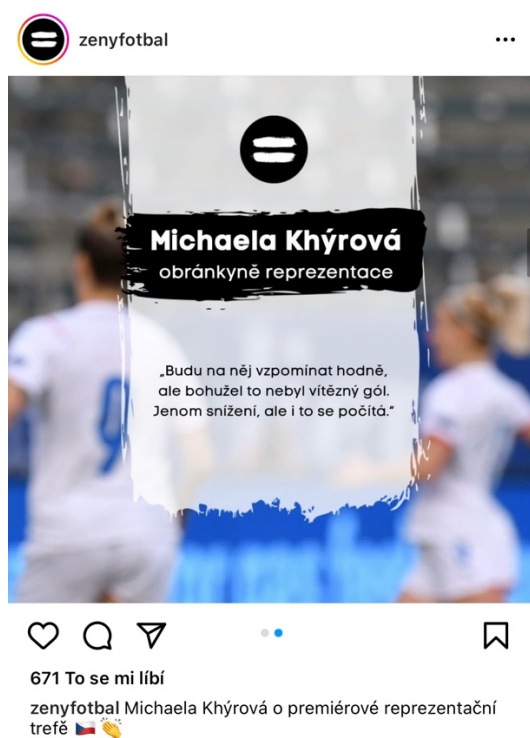 zenyfotbal
Michaela Khýrová
obránkyně reprezentace
„Budu na něj vzpomínat hodně,
ale bohužel to nebyl vítězný gól.
Jenom snížení, ale i to se počítá.“
9
671 To se mi líbí
zenyfotbal Michaela Khýrová o premiérové reprezentační
trefě 🇨🇿 👏